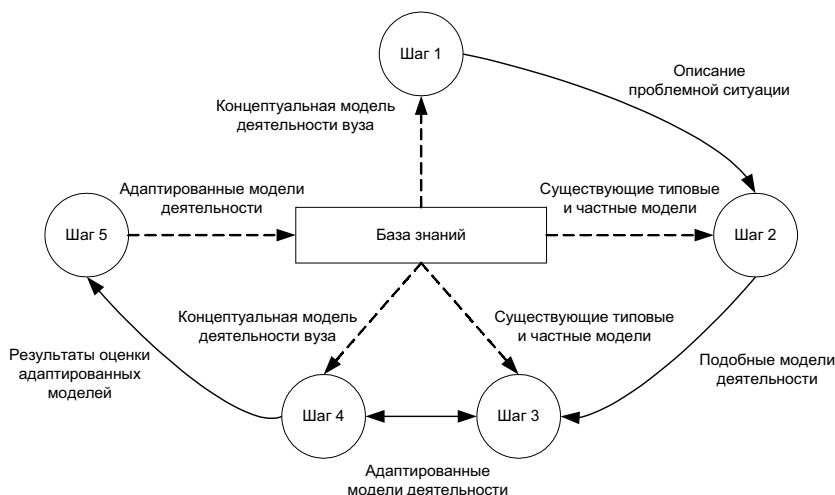 Шаг 1
Описание
проблемной ситуации
Концептуальная модель
деятельности вуза
Адаптированные модели
деятельности
Существующие типовые
и частные модели
Шаг 5
База знаний
Шаг 2
Концептуальная модель
деятельности вуза
Существующие типовые
и частные модели
Результаты оценки
адаптированных
моделей
Подобные модели
деятельности
Шаг 4
Шаг 3
Адаптированные
модели деятельности